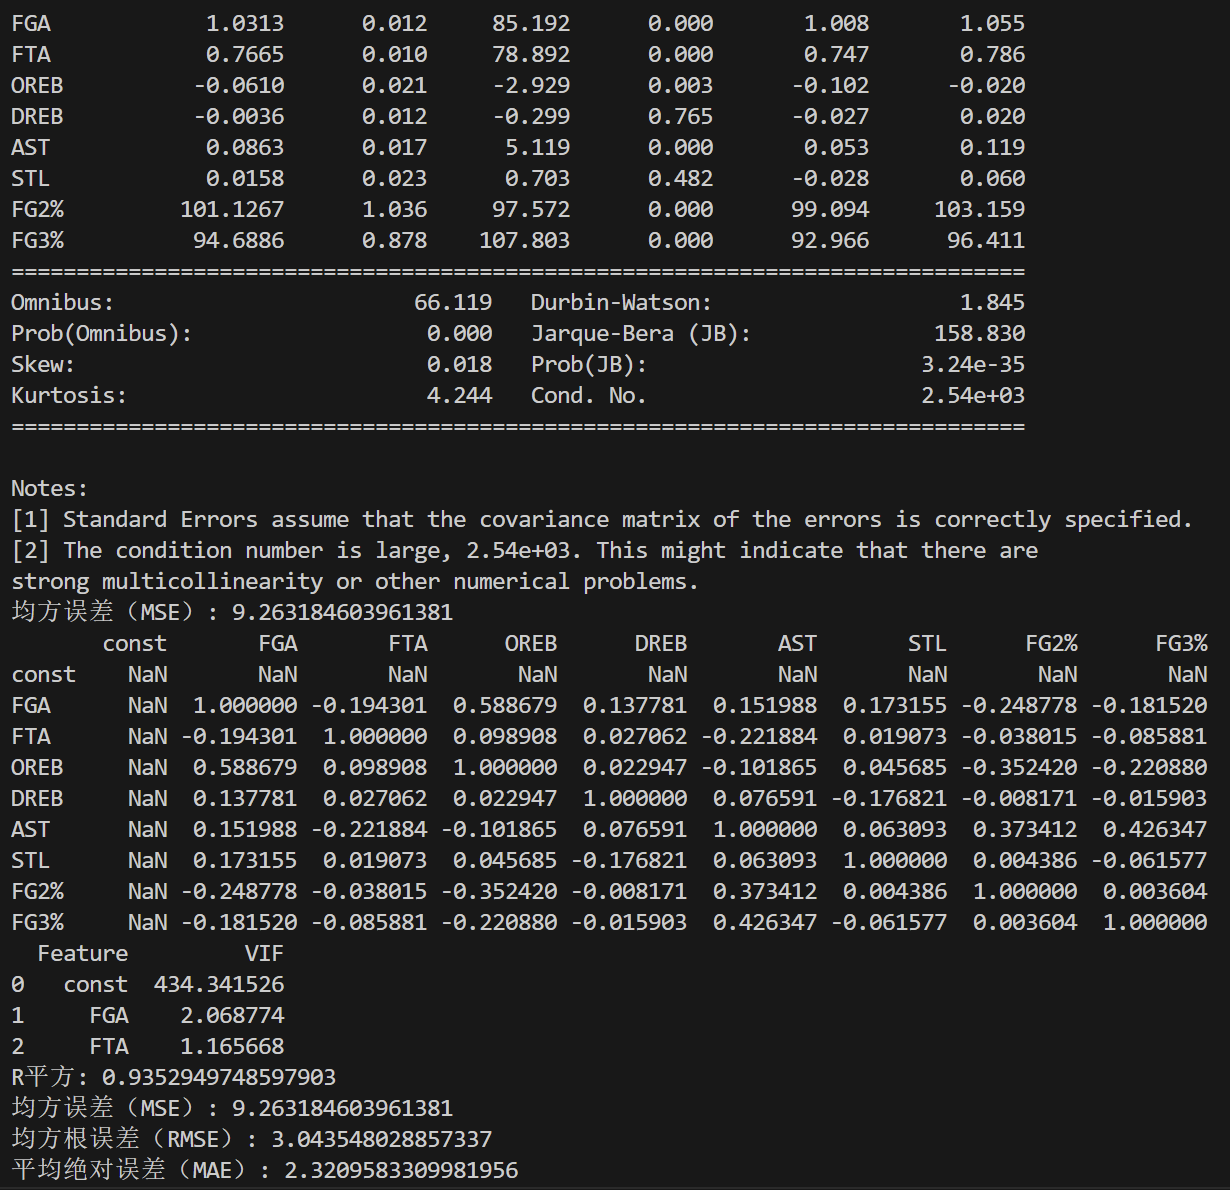 FGA 1.0313 0.012 85.192 0.000 1.008 1.055
FTA 0.7665 0.010 78.892 0.000 0.747 0.786
OREB -0.0610 0.021 -2.929 0.003 -0.102 -0.020
DREB -0.0036 0.012 -0.299 0.765 -0.027 0.020
AST 0.0863 0.017 5.119 0.000 0.053 0.119
STL 0.0158 0.023 0.703 0.482 -0.028 0.060
FG2% 101.1267 1.036 97.572 0.000 99.094 103.159
FG3% 94.6886 0.878 107.803 0.000 92.966 96.411
==============================================================================
Omnibus: 66.119 Durbin-Watson: 1.845
Prob(Omnibus): 0.000 Jarque-Bera (JB): 158.830
Skew: 0.018 Prob(JB): 3.24e-35
Kurtosis: 4.244 Cond. No. 2.54e+03
==============================================================================
Notes:
[1] Standard Errors assume that the covariance matrix of the errors is correctly specified.
[2] The condition number is large, 2.54e+03. This might indicate that there are
strong multicollinearity or other numerical problems.
均方误差（MSE）: 9.263184603961381
const FGA FTA OREB DREB AST STL FG2% FG3%
const NaN NaN NaN NaN NaN NaN NaN NaN NaN
FGA NaN 1.000000 -0.194301 0.588679 0.137781 0.151988 0.173155 -0.248778 -0.181520
FTA NaN -0.194301 1.000000 0.098908 0.027062 -0.221884 0.019073 -0.038015 -0.085881
OREB NaN 0.588679 0.098908 1.000000 0.022947 -0.101865 0.045685 -0.352420 -0.220880
DREB NaN 0.137781 0.027062 0.022947 1.000000 0.076591 -0.176821 -0.008171 -0.015903
AST NaN 0.151988 -0.221884 -0.101865 0.076591 1.000000 0.063093 0.373412 0.426347
STL NaN 0.173155 0.019073 0.045685 -0.176821 0.063093 1.000000 0.004386 -0.061577
FG2% NaN -0.248778 -0.038015 -0.352420 -0.008171 0.373412 0.004386 1.000000 0.003604
FG3% NaN -0.181520 -0.085881 -0.220880 -0.015903 0.426347 -0.061577 0.003604 1.000000
Feature VIF
0 const 434.341526
1 FGA 2.068774
2 FTA 1.165668
R平方: 0.9352949748597903
均方误差（MSE）: 9.263184603961381
均方根误差（RMSE）: 3.043548028857337
平均绝对误差（MAE）: 2.3209583309981956